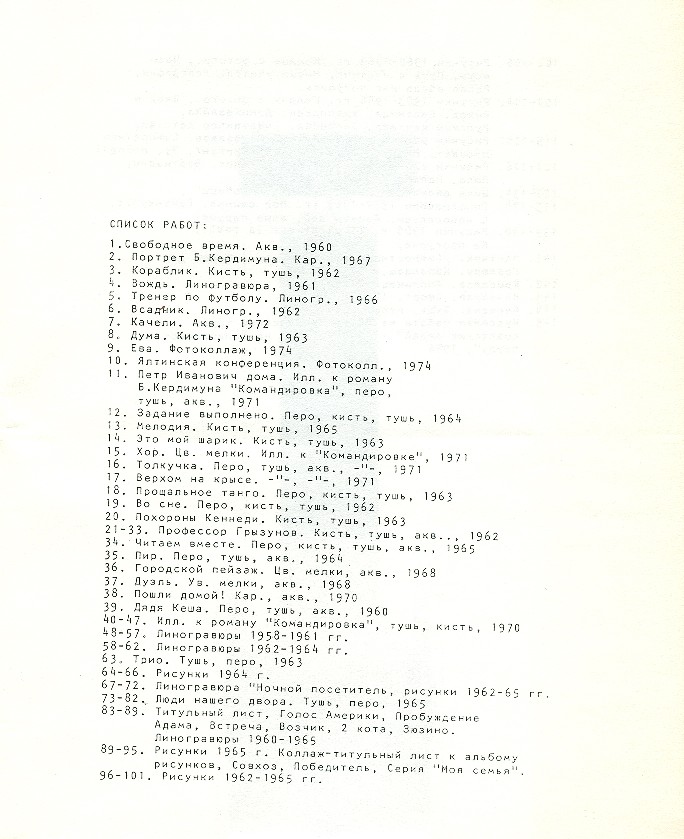 СПИСОК РАБОТ:
1.Свободное время. Акв., 1960
2. Портрет Б.Кердимуна. Кар., 1967
3. Кораблик. Кисть, тушь, 1962
4. Вождь. Линогравюра, 1961
5. Тренер по футболу. Линогр., 1966
6. Всадник. Линогр., 1962
7. Качели. Акв., 1972
8. Дума. Кисть, тушь, 1963
9. Ева. Фотоколлаж, 1974
10. Ялтинская конференция. Фотоколл., 1974
11. Петр Иванович дома. Илл. к роману
Б.Кердимуна "Командировка", перо,
тушь, акв., 1971
12. Задание выполнено. Перо, кисть, тушь, 1964
13. Мелодия. Кисть, тушь, 1965
14. Это мой шарик. Кисть, тушь, 1963
15. Хор. Цв. мелки. Илл. к "Командировке", 1971
16. Толкучка. Перо, тушь, акв., -"-, 1971
17. Верхом на крысе. -"-, -"-, 1971
18. Прощальное танго. Перо, кисть, тушь, 1963
19. Во сне. Перо, кисть, тушь, 1962
20. Похороны Кеннеди. Кисть, тушь, 1963
21-33. Профессор Грызунов. Кисть, тушь, акв.., 1962
34. Читаем вместе. Перо, кисть, тушь, акв., 1965
35. Пир. Перо, тушь, акв., 1964
36. Городской пейзаж. Цв. мелки, акв., 1968
37. Дуэль. Ув. мелки, акв., 1968
38. Пошли домой! Кар., акв., 1970
39. Дядя Кеша. Перо, тушь, акв., 1960
40-47. Илл. к роману "Командировка", тушь, кисть, 1970
48-57. Линогравюры 1958-1961 гг.
58-62. Линогравюры 1962-1964 гг.
63. Трио. Тушь, перо, 1963
64-66. Рисунки 1964 г.
67-72. Линогравюра "Ночной посетитель, рисунки 1962-65 гг.
73-82. Люди нашего двора. Тушь, перо, 1965
83-89. Титульный лист, Голос Америки, Пробуждение
Адама, Встреча, Возчик, 2 кота, Зюзино.
Линогравюры 1960-1965
89-95. Рисунки 1965 г. Коллаж-титульный лист к альбому
рисунков, Совхоз, Победитель, Серия "Моя семья".
96-101. Рисунки 1962-1965 гг.